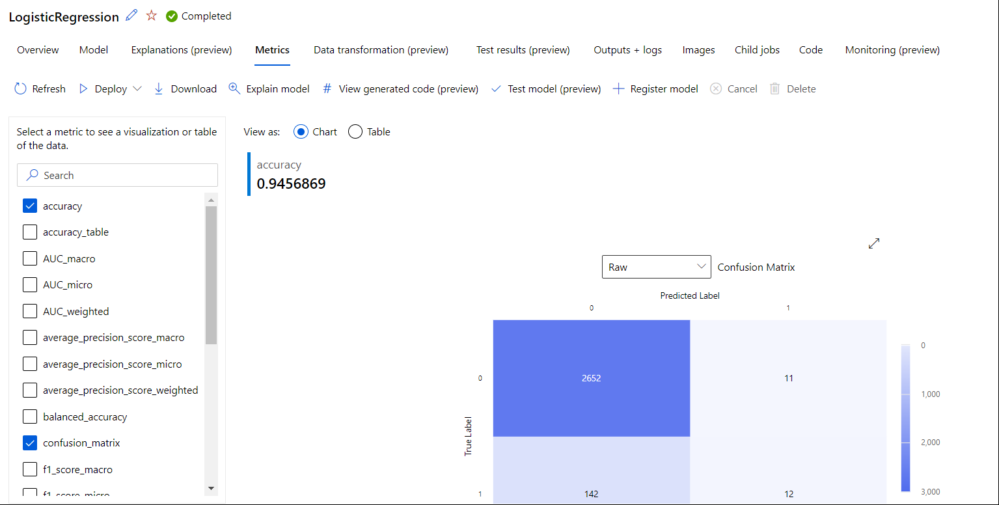 LogisticRegression Completed
Overview Model Explanations (preview) Metrics Data transformation (preview) Test results (preview) Outputs + logs Images Child jobs Code Monitoring (preview)
Refresh Deploy Download Explain model # View generated code (preview) Test model (preview) Register model Cancel Delete
Select a metric to see a visualization or table
of the data.
Search
accuracy
accuracy_table
AUC_macro
AUC_micro
AUC_weighted
average_precision_score_macro
average_precision_score_micro
average_precision_score_weighted
balanced_accuracy
confusion_matrix
f1_score_macro
f1_score_micro
View as: Chart Table
accuracy
0.9456869
Raw Confusion Matrix
Predicted Label
0 1
0 2652 11
True Label
1 142 12
0
1,000
2,000
3,000